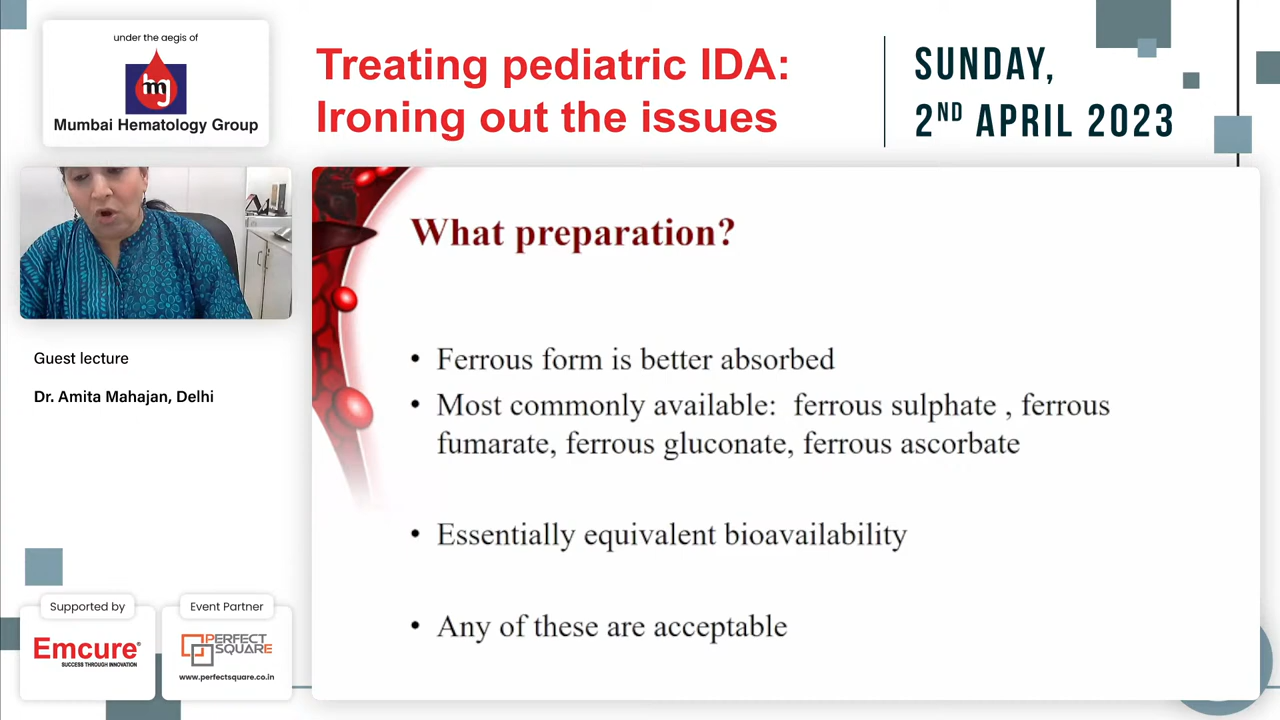 under the aegis of
hmj
Mumbai Hematology Group
Treating pediatric IDA:
Ironing out the issues
SUNDAY,
2ND APRIL 2023
Guest lecture
Dr. Amita Mahajan, Delhi
What preparation?
• Ferrous form is better absorbed
• Most commonly available:  ferrous sulphate , ferrous
fumarate, ferrous gluconate, ferrous ascorbate
• Essentially equivalent bioavailability
• Any of these are acceptable
Supported by
Emcure®
SUCCESS THROUGH INNOVATION
Event Partner
PERFECT
SQUARE
www.perfectsquare.co.in